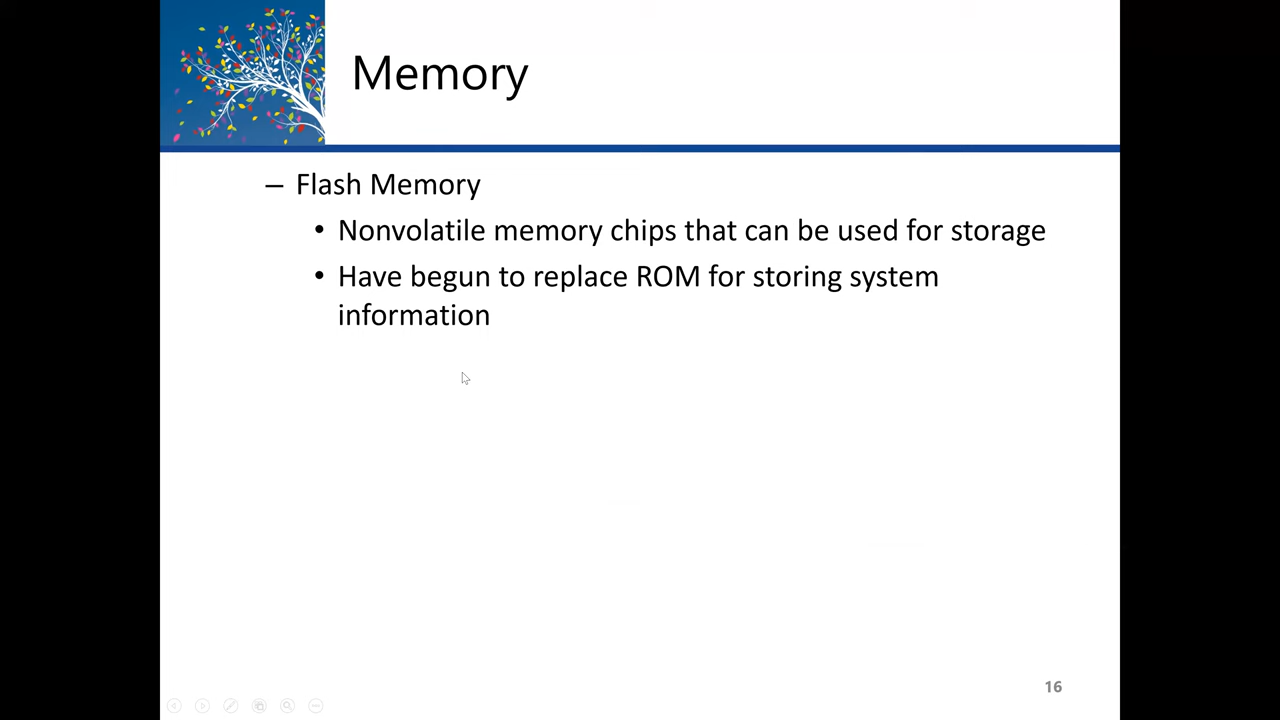 Memory
– Flash Memory
• Nonvolatile memory chips that can be used for storage
• Have begun to replace ROM for storing system
information
16